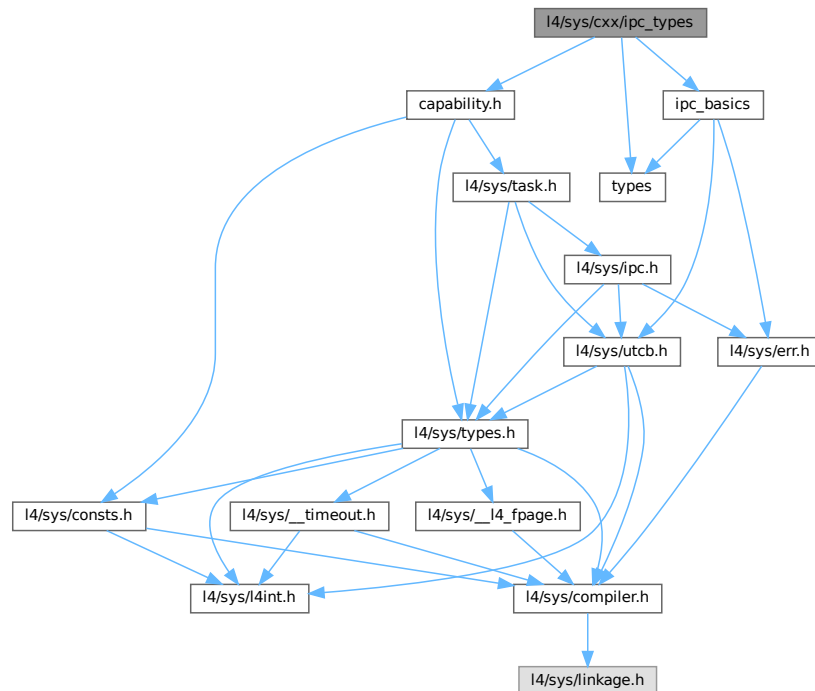 l4/sys/cxx/ipc_types
capability.h
ipc_basics
l4/sys/task.h
types
l4/sys/ipc.h
l4/sys/utcb.h
l4/sys/err.h
l4/sys/types.h
l4/sys/consts.h
l4/sys/__timeout.h
l4/sys/__l4_fpage.h
l4/sys/l4int.h
l4/sys/compiler.h
l4/sys/linkage.h